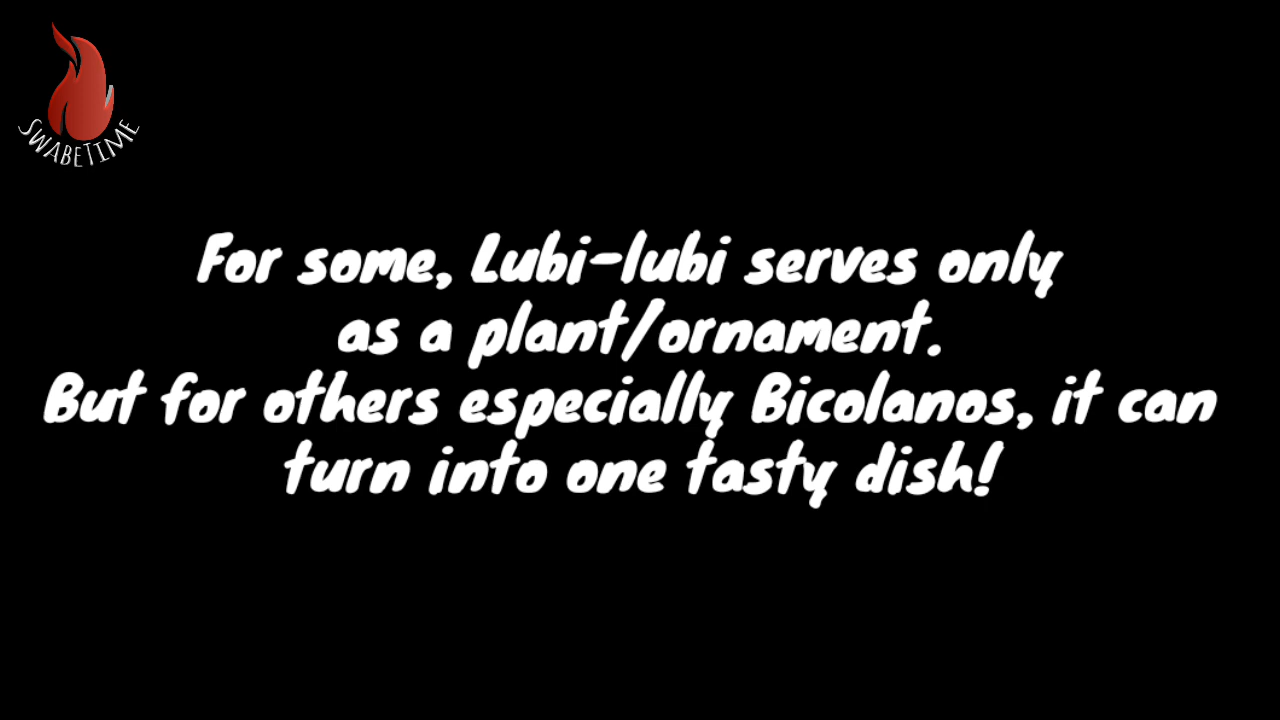 SWABETIME
For some, Lubi-lubi serves only
as a plant/ornament.
But for others especially Bicolanos, it can
turn into one tasty dish!